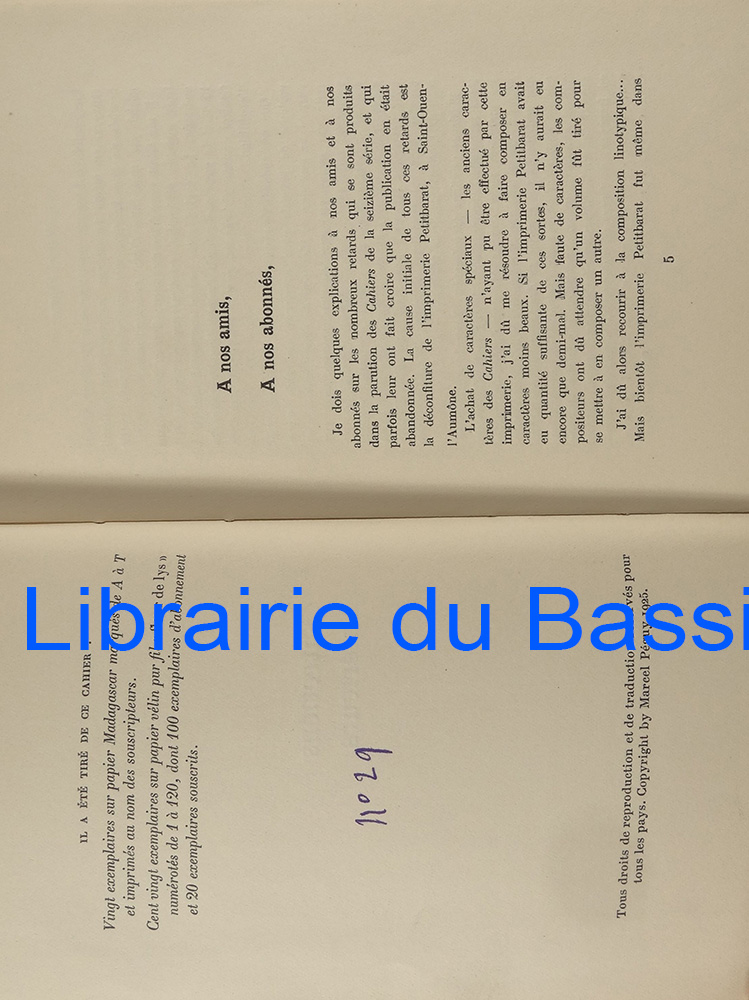 IL A ÉTÉ TIRÉ DE CE CAHIER
Vingt exemplaires sur papier Madagascar marqués de A à T
et imprimés au nom des souscripteurs.
Cent vingt exemplaires sur papier vélin pur fil de lys »
numérotés de 1 à 120, dont 100 exemplaires d'abonnement
et 20 exemplaires souscrits.
n° 29
Tous droits de reproduction et de traduction réservés pour
tous les pays. Copyright by Marcel Péguy 1925.
A nos amis,
A nos abonnés,
Je dois quelques explications à nos amis et à nos
abonnés sur les nombreux retards qui se sont produits
dans la parution des Cahiers de la seizième série, et qui
parfois leur ont fait croire que la publication en était
abandonnée. La cause initiale de tous ces retards est
la déconfiture de l'imprimerie Petitbarat, à Saint-Ouen-
l'Aumône.
L'achat de caractères spéciaux — les anciens carac-
tères des Cahiers — n'ayant pu être effectué par cette
imprimerie, j'ai dû me résoudre à faire composer en
caractères moins beaux. Si l'imprimerie Petitbarat avait
eu quantité suffisante de ces sortes, il n'y aurait eu
encore que demi-mal. Mais faute de caractères, les com-
positeurs ont dû attendre qu'un volume fût tiré pour
se mettre à en composer un autre.
J'ai dû alors recourir à la composition linotypique...
Mais bientôt l'imprimerie Petitbarat fut même dans
5
Librairie du Bassi